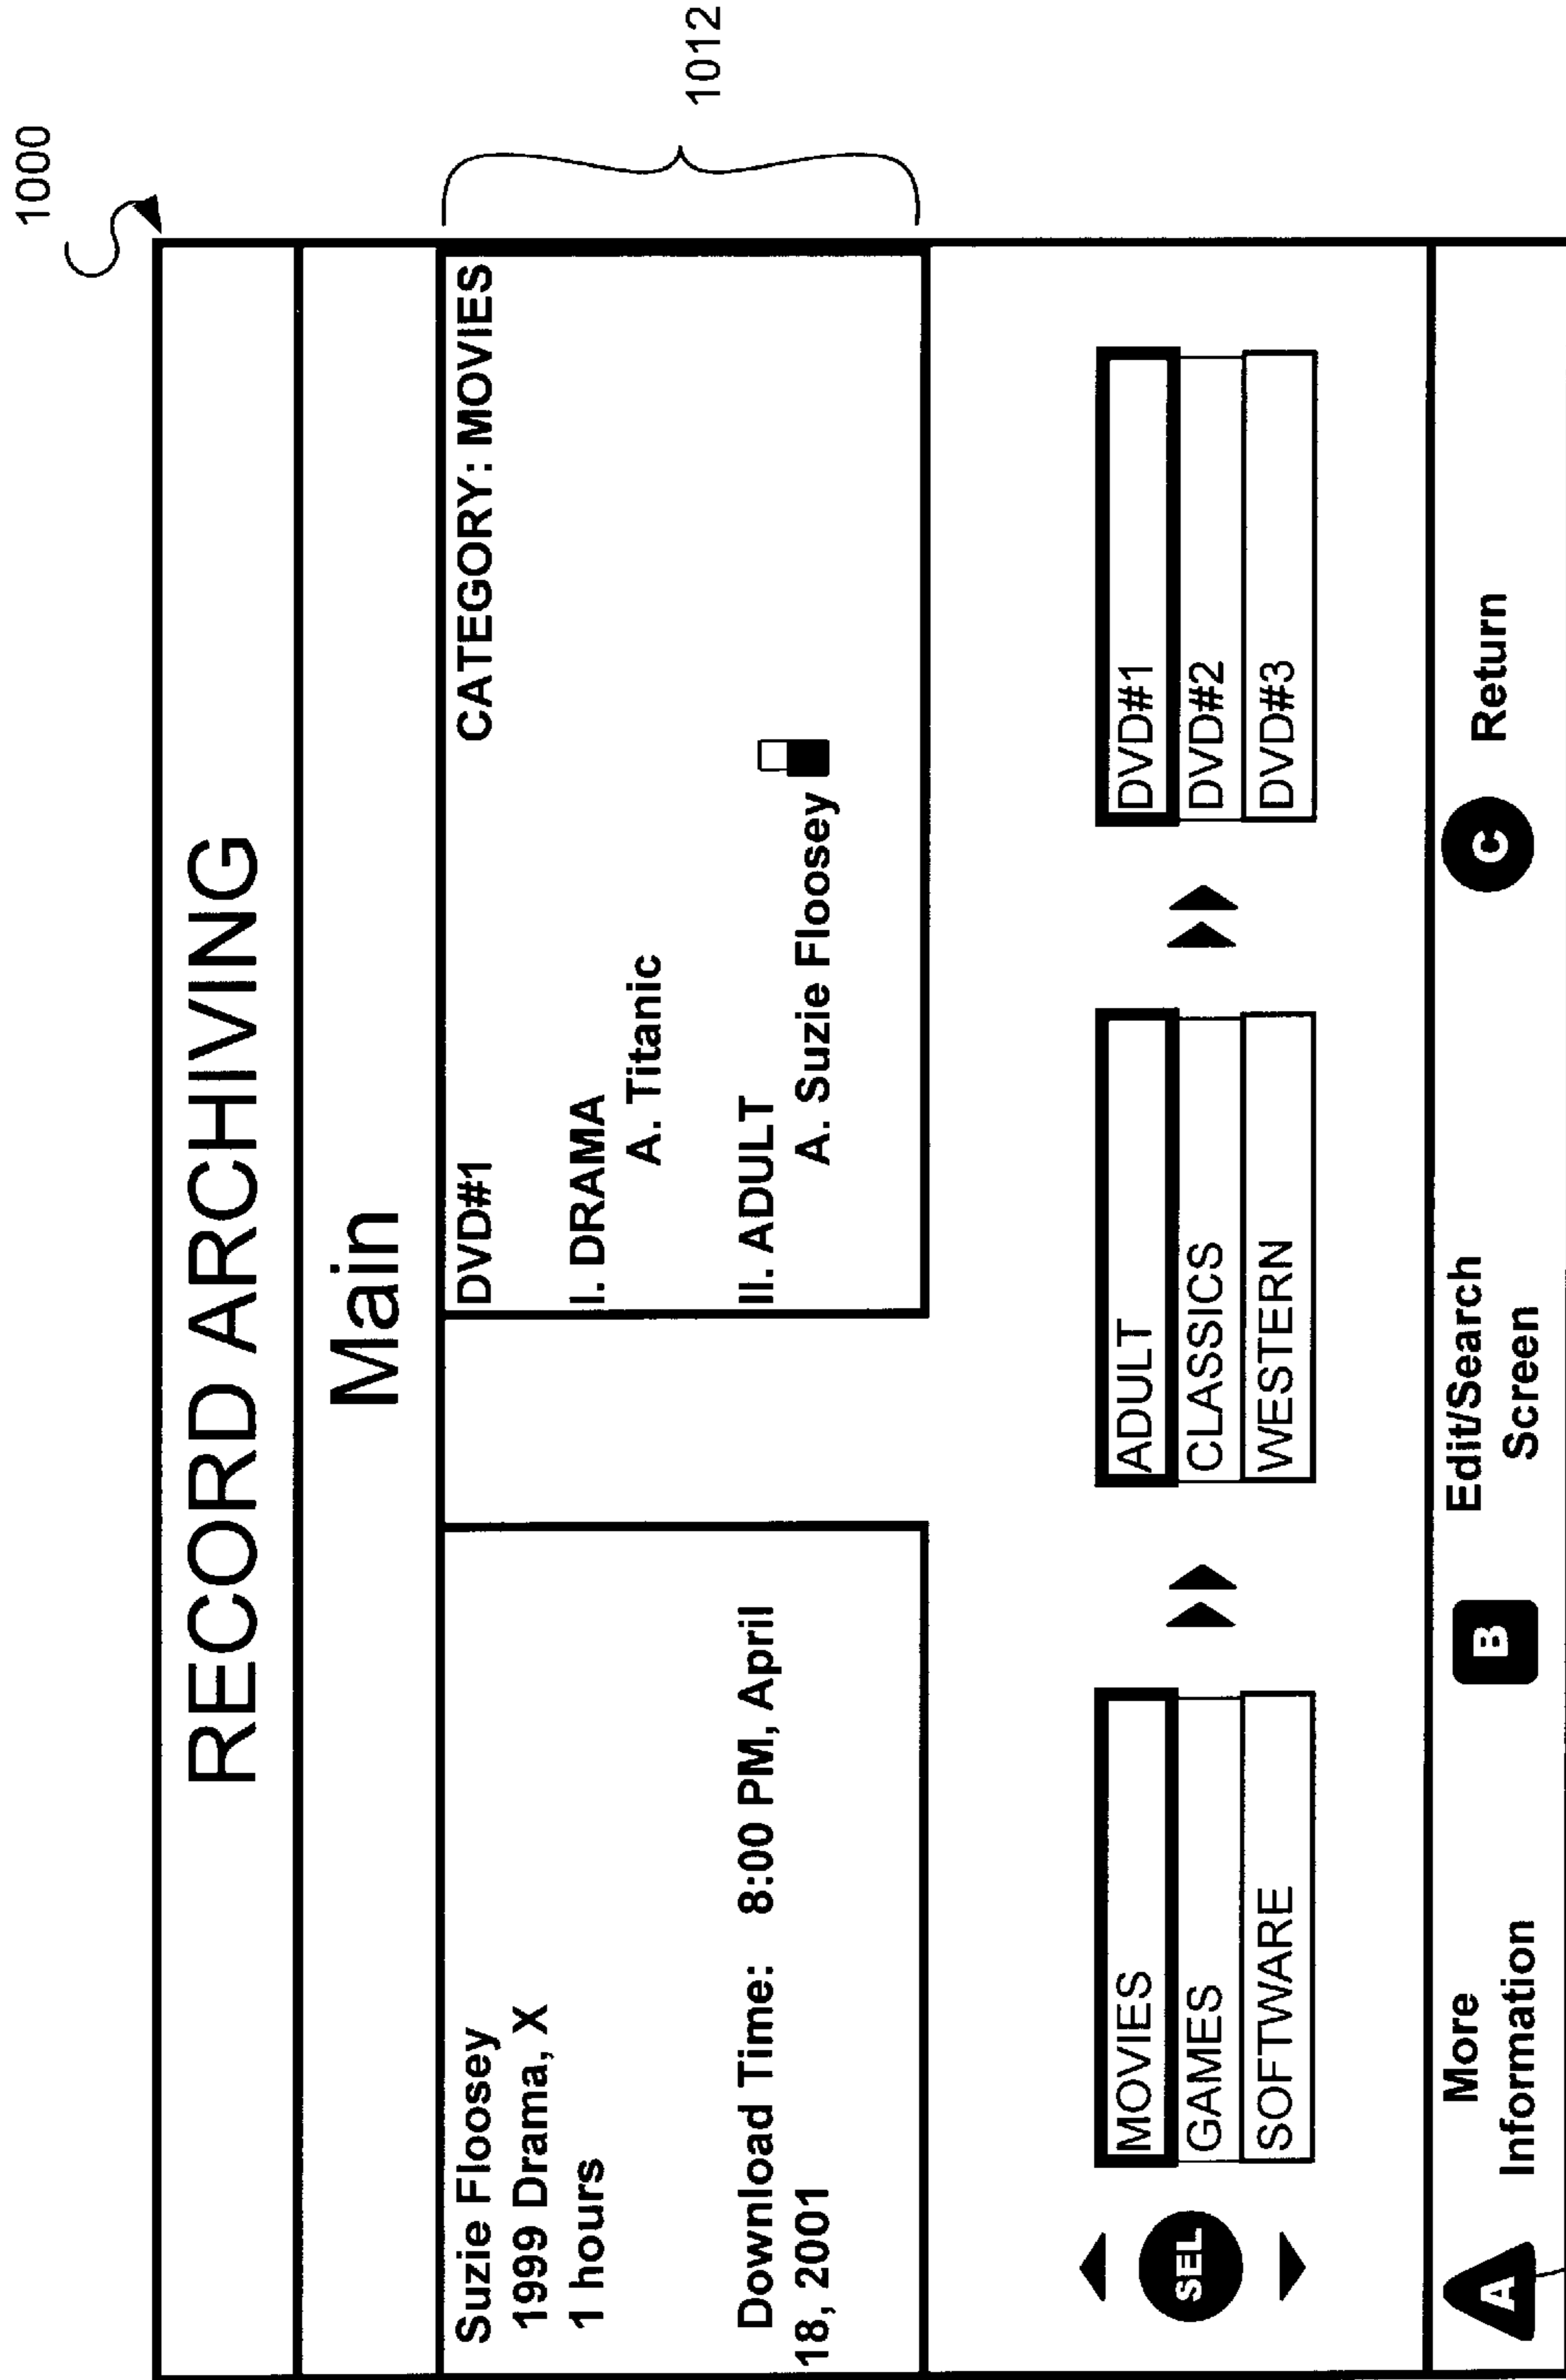 1000
RECORD ARCHIVING
Main
Suzie Floosey
1999 Drama, X
1 hours
Download Time: 8:00 PM, April
18, 2001
DVD#1 CATEGORY: MOVIES
I. DRAMA
A. Titanic
II. ADULT
A. Suzie Floosey
1012
SEL
MOVIES
GAMES
SOFTWARE
ADULT
CLASSICS
WESTERN
DVD#1
DVD#2
DVD#3
A More
Information
B Edit/Search
Screen
C Return